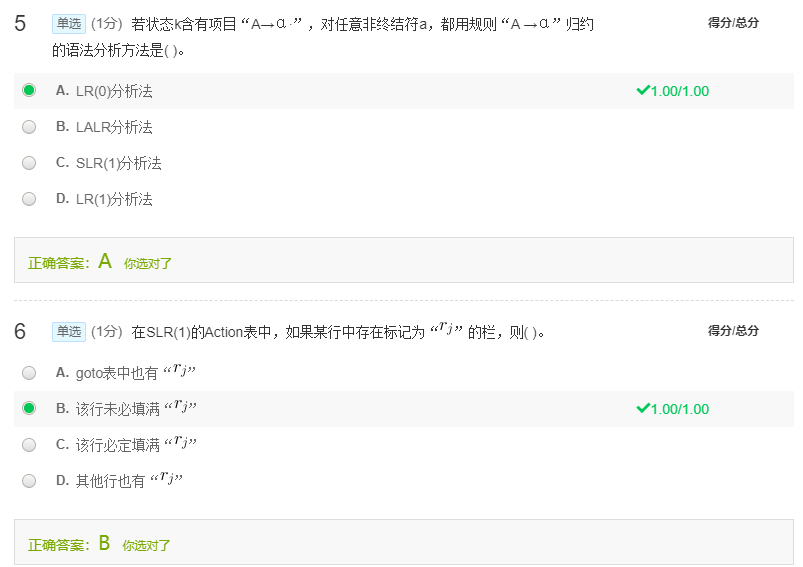 5 单选 (1分) 若状态k含有项目“A→α·”，对任意非终结符a，都用规则“A→α”归约 得分/总分
的语法分析方法是( )。
A. LR(0)分析法 ✔1.00/1.00
B. LALR分析法
C. SLR(1)分析法
D. LR(1)分析法
正确答案：A 你选对了
6 单选 (1分) 在SLR(1)的Action表中，如果某行中存在标记为“rj”的栏，则( )。 得分/总分
A. goto表中也有“rj”
B. 该行未必填满“rj” ✔1.00/1.00
C. 该行必定填满“rj”
D. 其他行也有“rj”
正确答案：B 你选对了